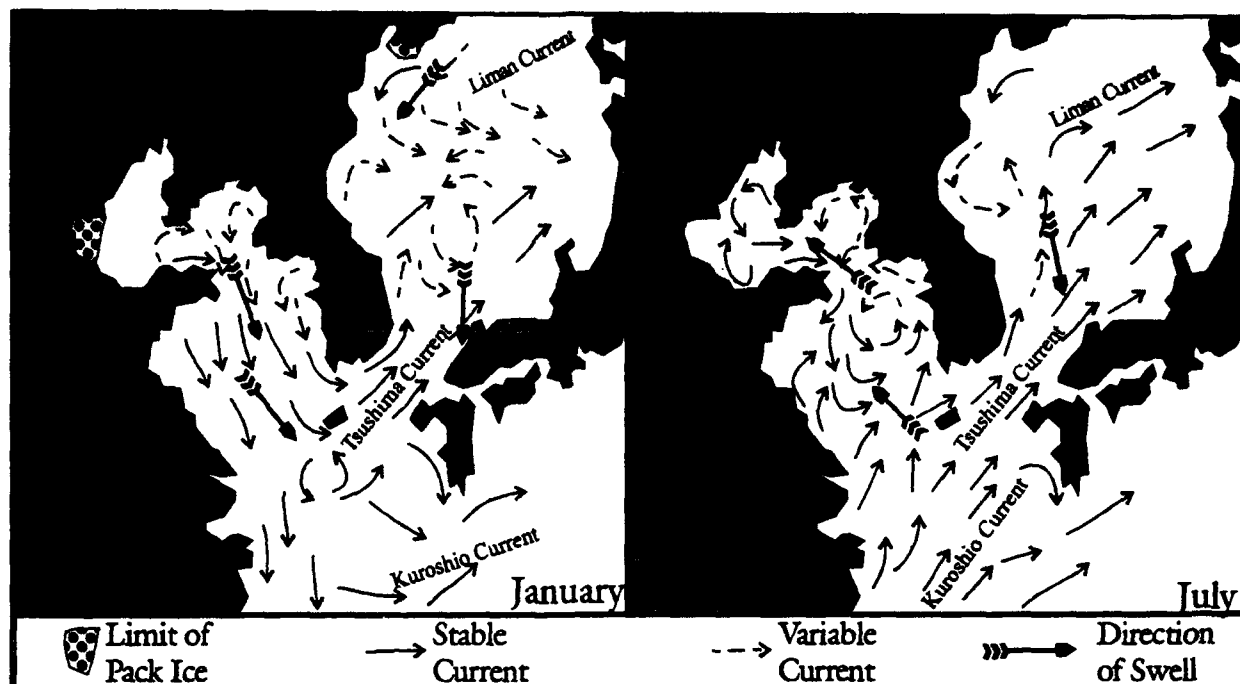 Liman Current
Tsushima Current
Kuroshio Current
January
Liman Current
Tsushima Current
Kuroshio Current
July
Limit of
Pack Ice
Stable
Current
Variable
Current
Direction
of Swell